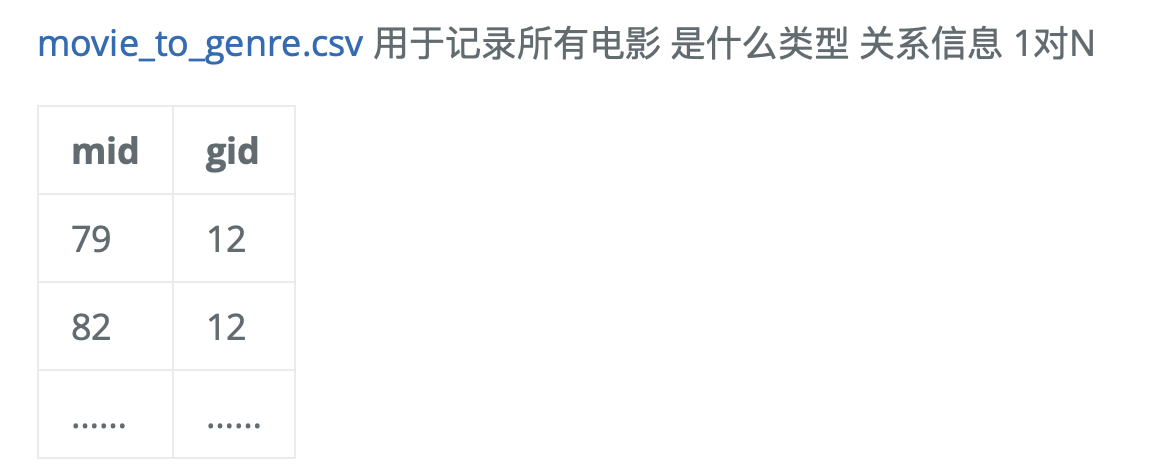 movie_to_genre.csv 用于记录所有电影 是什么类型 关系信息 1对N
mid gid
79 12
82 12
...... ......